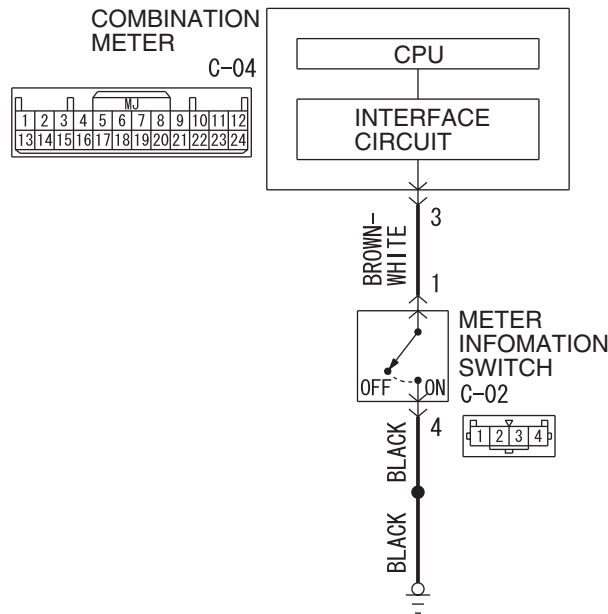 COMBINATION
METER
C-04
MJ
1 2 3 4 5 6 7 8 9 10 11 12
13 14 15 16 17 18 19 20 21 22 23 24
CPU
INTERFACE
CIRCUIT
3
BROWN-
WHITE
1
METER
INFOMATION
SWITCH
C-02
OFF ON
4
1 2 3 4
BLACK
BLACK